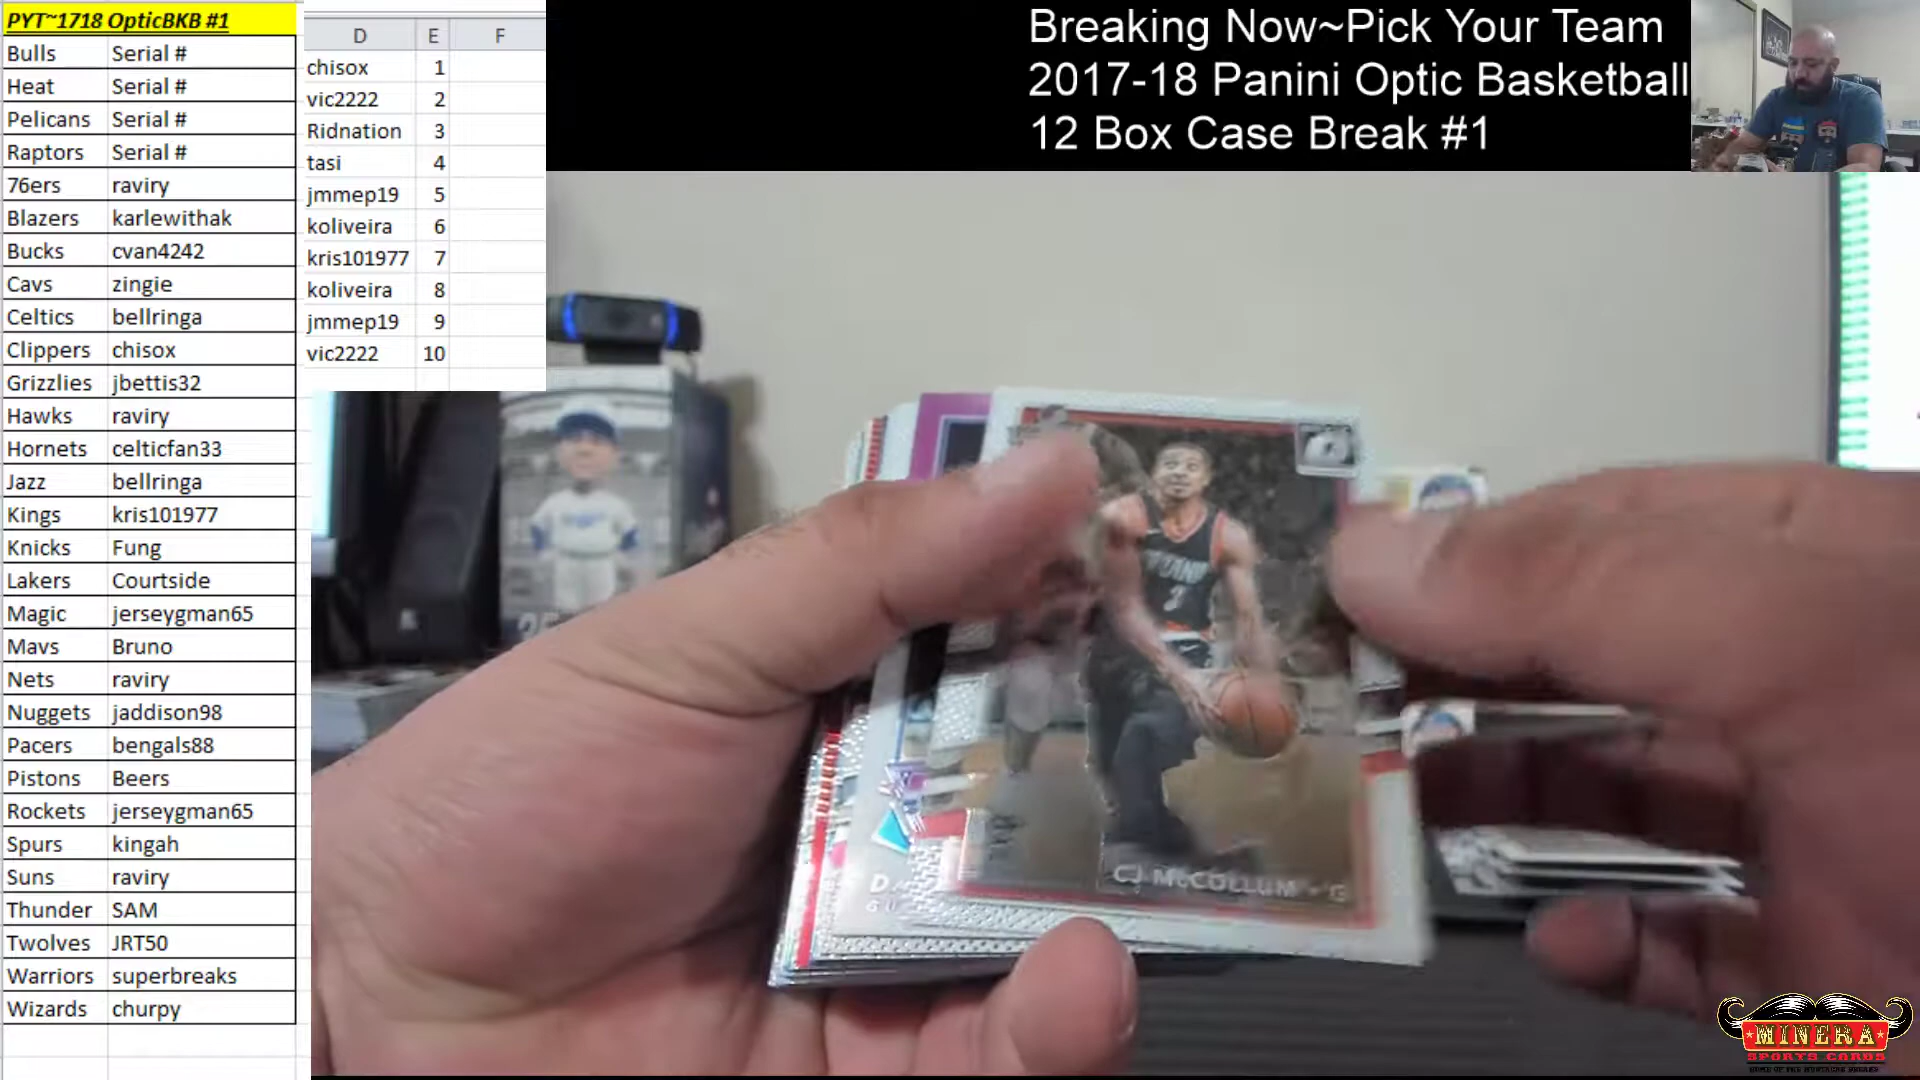 PYT~1718 OpticBKB #1
Bulls Serial #
Heat Serial #
Pelicans Serial #
Raptors Serial #
76ers raviry
Blazers karlewithak
Bucks cvan4242
Cavs zingie
Celtics bellringa
Clippers chisox
Grizzlies jbettis32
Hawks raviry
Hornets celticfan33
Jazz bellringa
Kings kris101977
Knicks Fung
Lakers Courtside
Magic jerseygman65
Mavs Bruno
Nets raviry
Nuggets jaddison98
Pacers bengals88
Pistons Beers
Rockets jerseygman65
Spurs kingah
Suns raviry
Thunder SAM
Twolves JRT50
Warriors superbreaks
Wizards churpy
D E F
chisox 1
vic2222 2
Ridnation 3
tasi 4
jmmep19 5
koliveira 6
kris101977 7
koliveira 8
jmmep19 9
vic2222 10
Breaking Now~Pick Your Team
2017-18 Panini Optic Basketball
12 Box Case Break #1
CJ McCOLLUM • G
MINERA
SPORTS CARDS